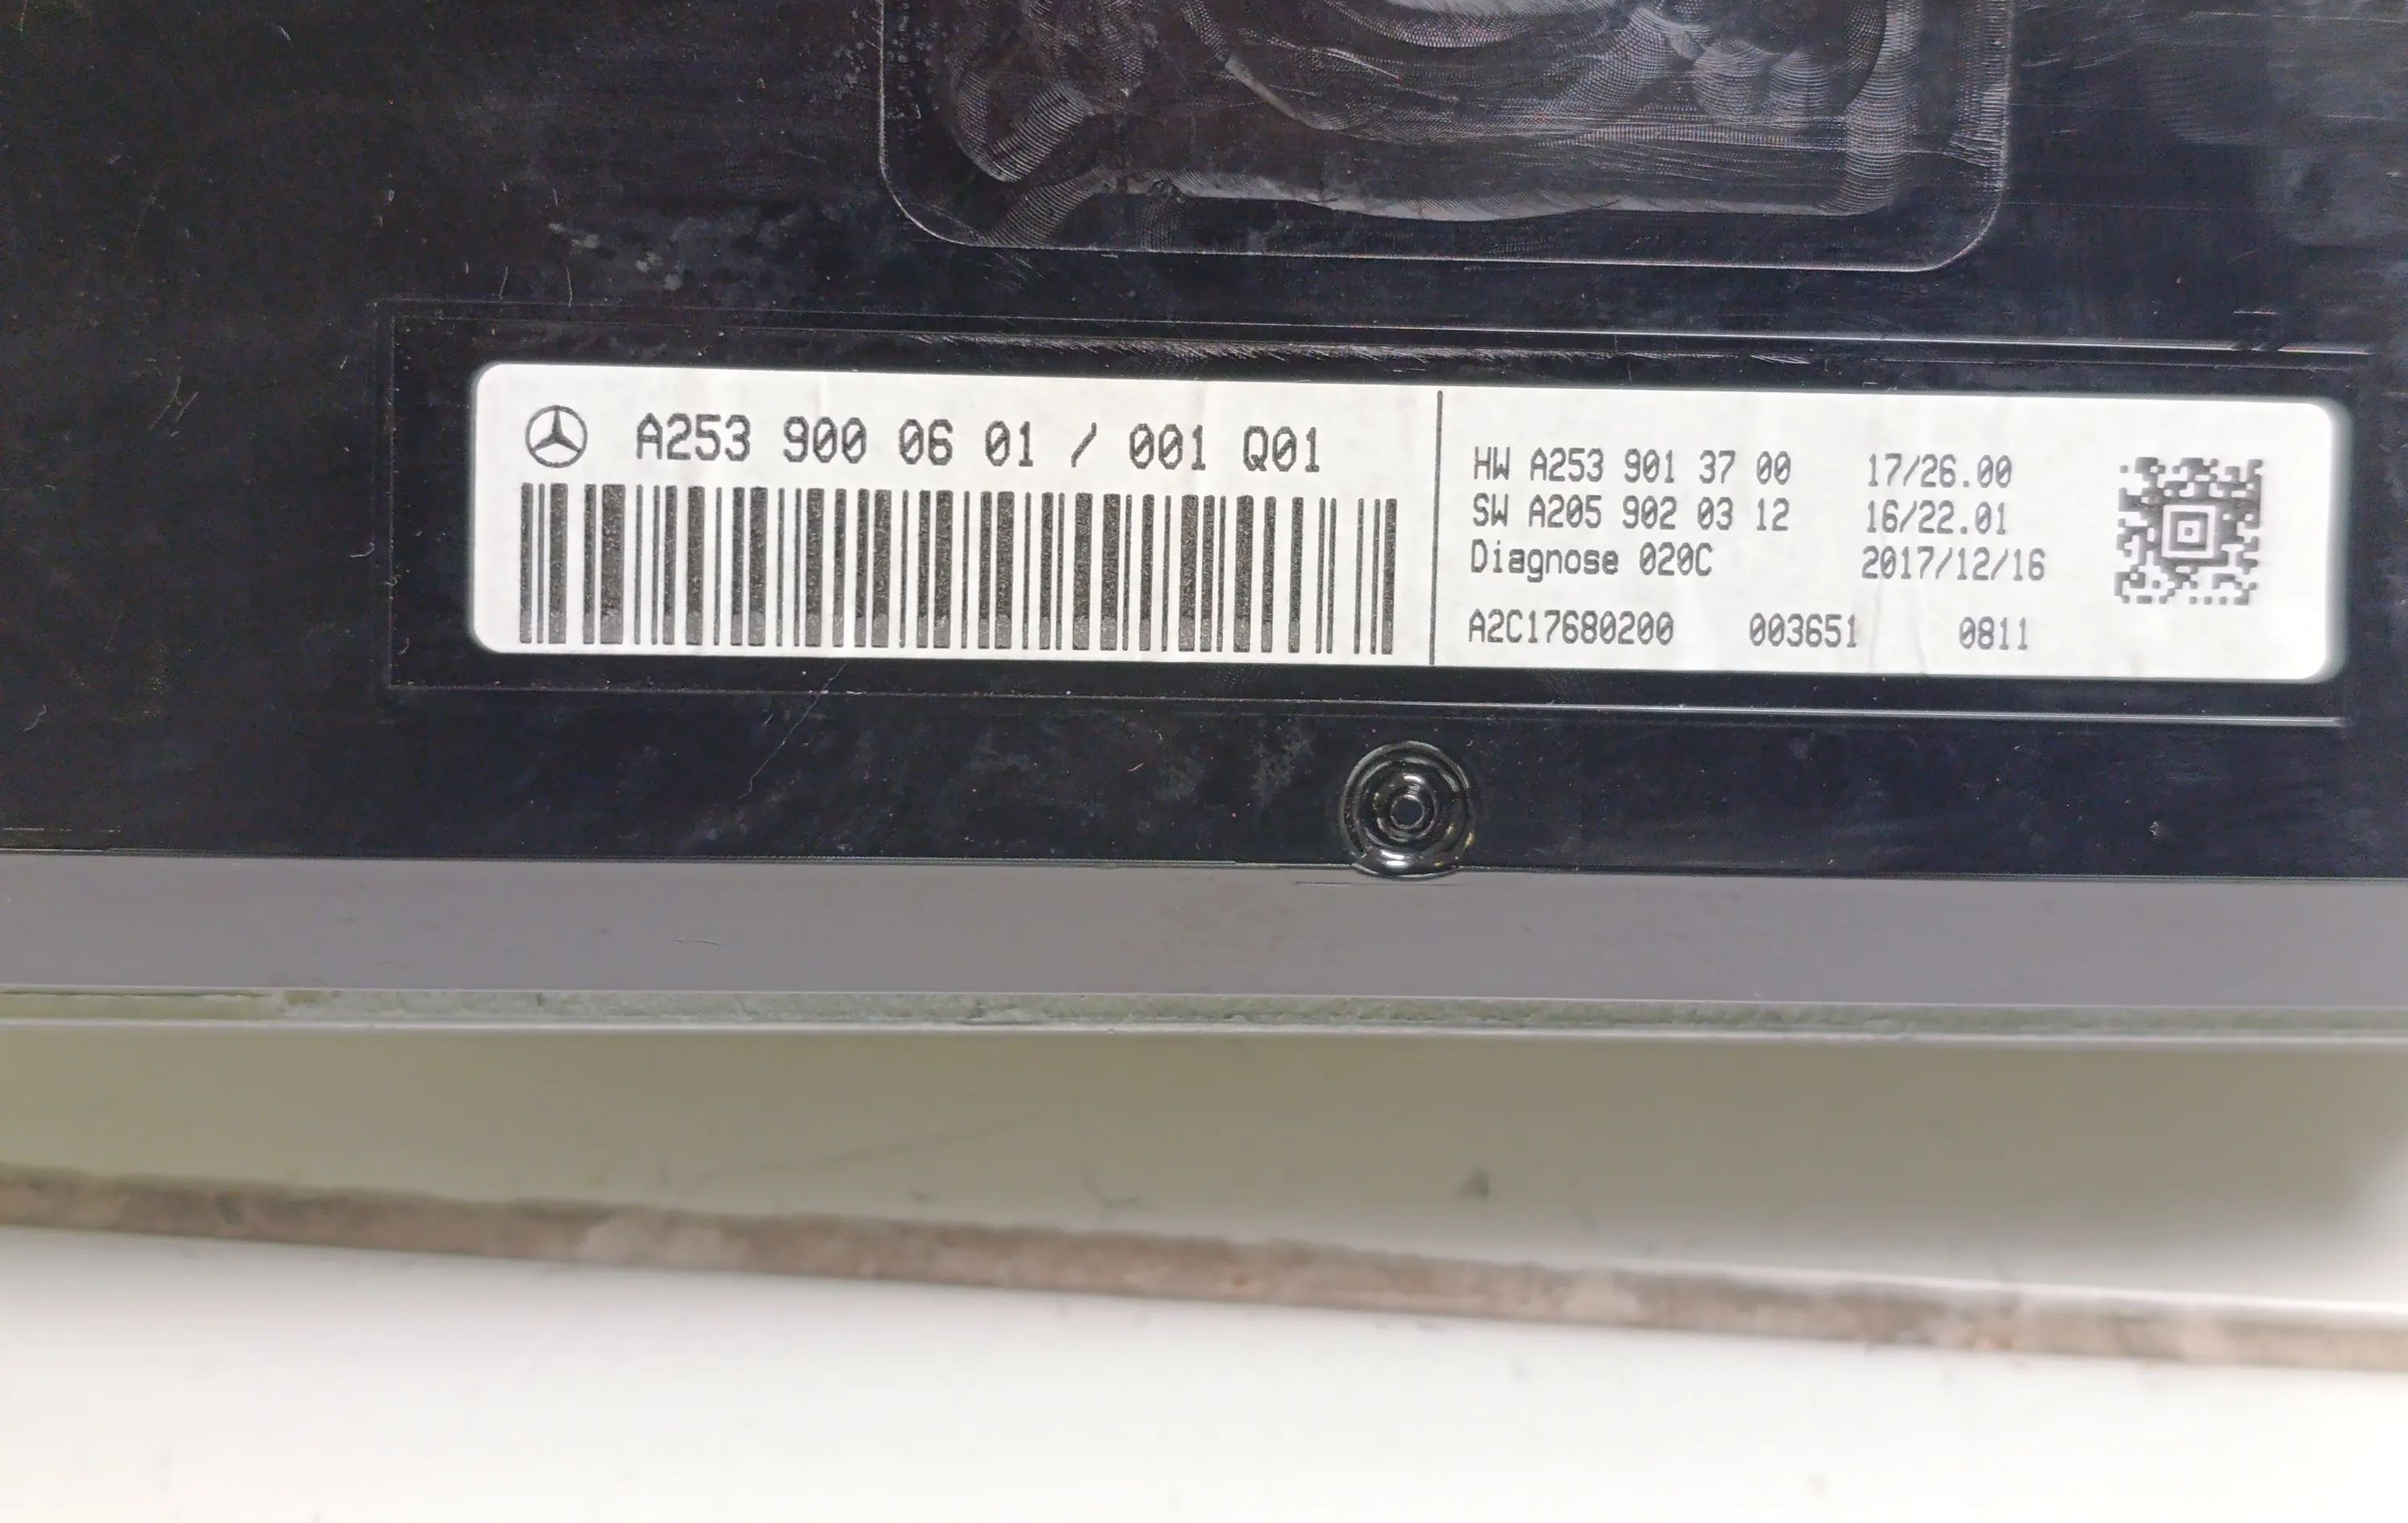 A253 900 06 01 / 001 Q01
HW A253 901 37 00 17/26.00
SW A205 902 03 12 16/22.01
Diagnose 020C 2017/12/16
A2C17680200 003651 0811